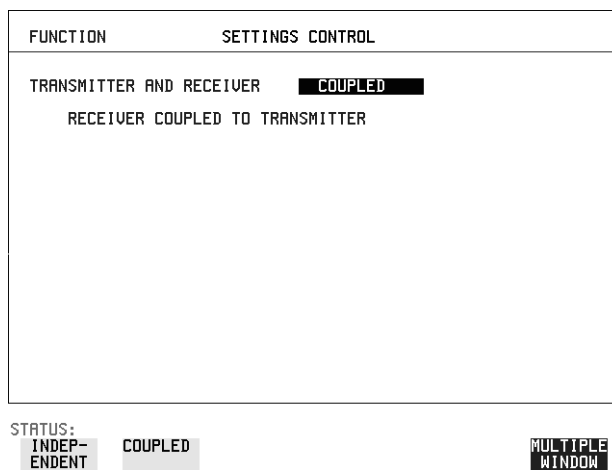 FUNCTION SETTINGS CONTROL
TRANSMITTER AND RECEIVER COUPLED
RECEIVER COUPLED TO TRANSMITTER
STATUS:
INDEP-
ENDENT
COUPLED
MULTIPLE
WINDOW